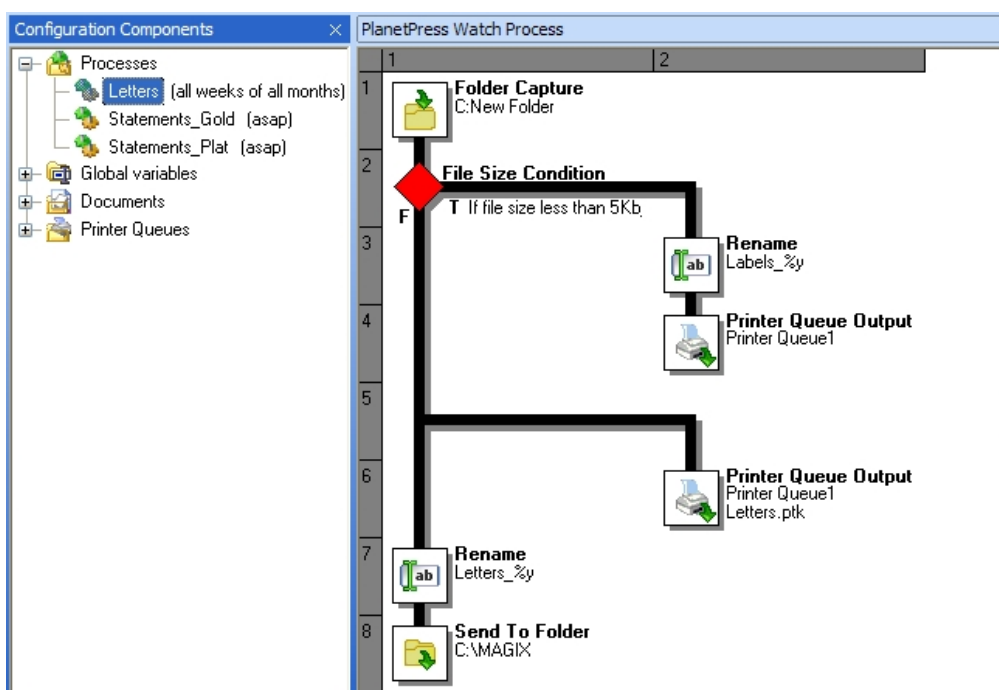 Configuration Components
Processes
Letters (all weeks of all months)
Statements_Gold (asap)
Statements_Plat (asap)
Global variables
Documents
Printer Queues
PlanetPress Watch Process
1 2
1
Folder Capture
C:New Folder
2
File Size Condition
T If file size less than 5Kb
F
3
Rename
Labels_%y
ab
4
Printer Queue Output
Printer Queue1
5
6
Printer Queue Output
Printer Queue1
Letters.ptk
7
Rename
Letters_%y
ab
8
Send To Folder
C:\MAGIX